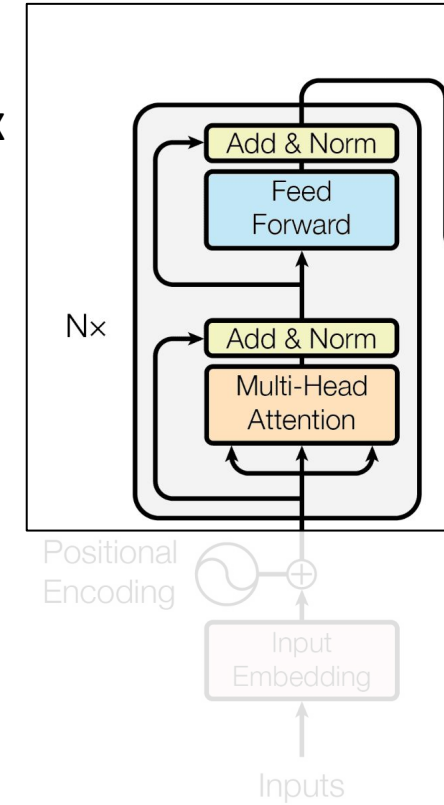 Add & Norm
Feed
Forward
N×
Add & Norm
Multi-Head
Attention
Positional
Encoding
Input
Embedding
Inputs